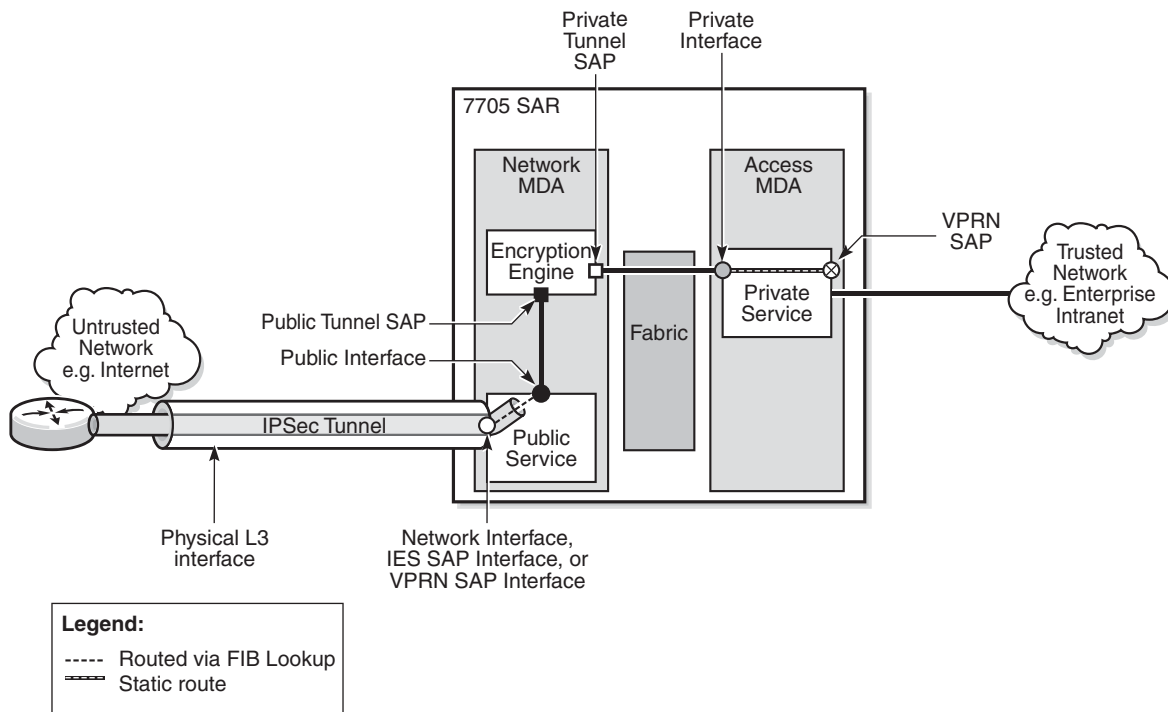 Private
Tunnel
SAP
Private
Interface
7705 SAR
Network
MDA
Access
MDA
VPRN
SAP
Encryption
Engine
Trusted
Network
e.g. Enterprise
Intranet
Private
Service
Public Tunnel SAP
Untrusted
Network
e.g. Internet
Fabric
Public Interface
IPSec Tunnel
Public
Service
Physical L3
interface
Network Interface,
IES SAP Interface, or
VPRN SAP Interface
Legend:
Routed via FIB Lookup
Static route